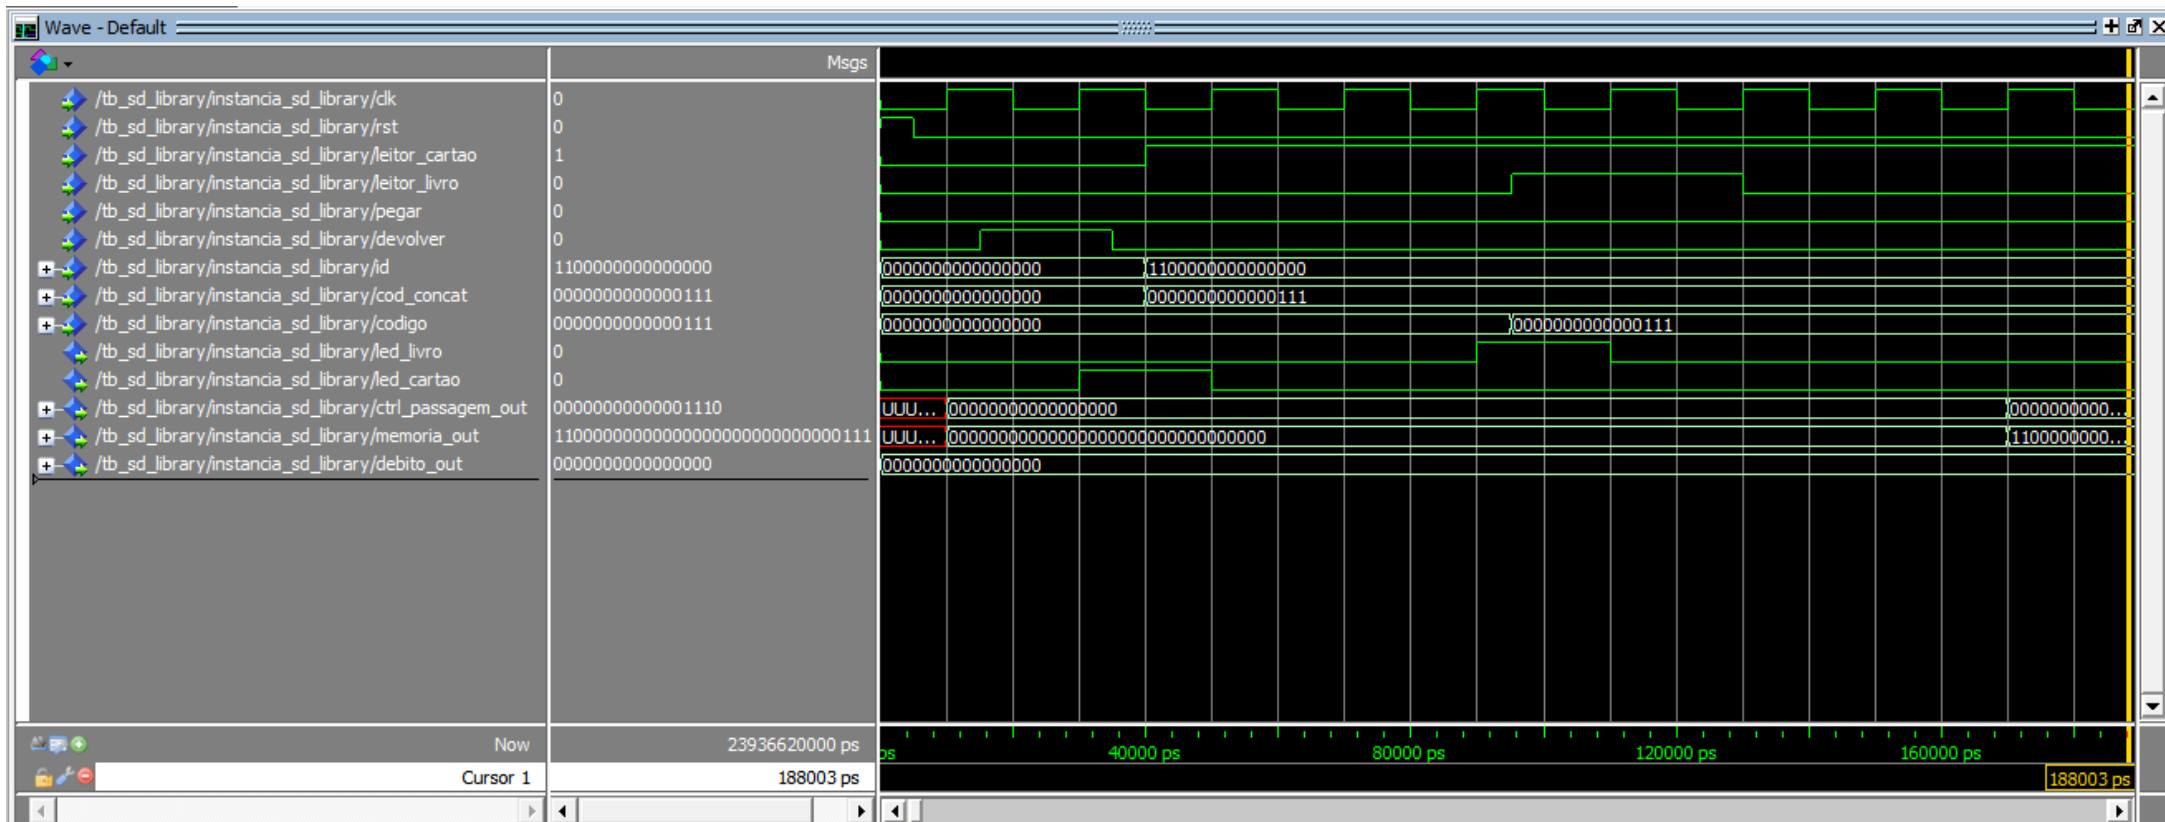 Wave - Default
Msgs
/tb_sd_library/instancia_sd_library/clk 0
/tb_sd_library/instancia_sd_library/rst 0
/tb_sd_library/instancia_sd_library/leitor_cartao 1
/tb_sd_library/instancia_sd_library/leitor_livro 0
/tb_sd_library/instancia_sd_library/pegar 0
/tb_sd_library/instancia_sd_library/devolver 0
/tb_sd_library/instancia_sd_library/id 1100000000000000 0000000000000000 1100000000000000
/tb_sd_library/instancia_sd_library/cod_concat 0000000000000111 0000000000000000 0000000000000111
/tb_sd_library/instancia_sd_library/codigo 0000000000000111 0000000000000000 0000000000000111
/tb_sd_library/instancia_sd_library/led_livro 0
/tb_sd_library/instancia_sd_library/led_cartao 0
/tb_sd_library/instancia_sd_library/ctrl_passagem_out 00000000000001110 UUU... 00000000000000000 0000000000...
/tb_sd_library/instancia_sd_library/memoria_out 11000000000000000000000000000111 UUU... 00000000000000000000000000000000 1100000000...
/tb_sd_library/instancia_sd_library/debito_out 0000000000000000 0000000000000000
Now 23936620000 ps ps 40000 ps 80000 ps 120000 ps 160000 ps
Cursor 1 188003 ps 188003 ps